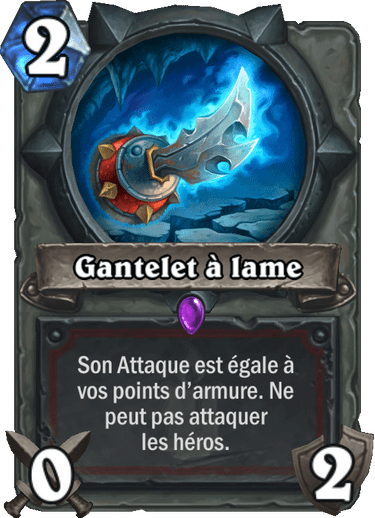 2
Gantelet à lame
Son Attaque est égale à
vos points d’armure. Ne
peut pas attaquer
les héros.
0
2